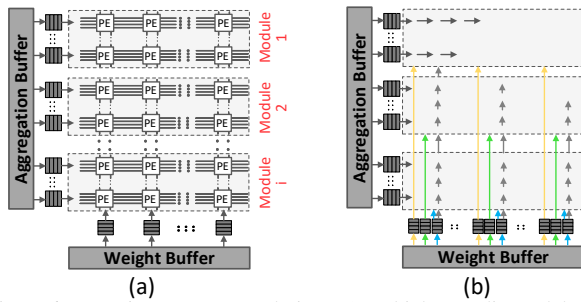 Aggregation Buffer
PE PE PE
PE PE PE
Module 1
PE PE PE
PE PE PE
Module 2
PE PE PE
PE PE PE
Module i
Weight Buffer
(a)
Aggregation Buffer
Weight Buffer
(b)